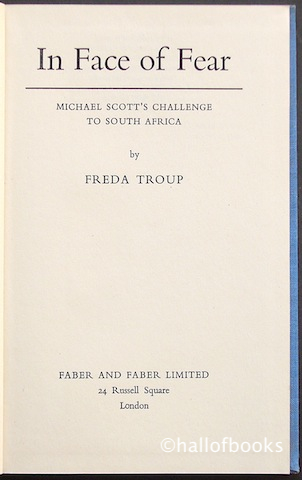 In Face of Fear
MICHAEL SCOTT'S CHALLENGE
TO SOUTH AFRICA
by
FREDA TROUP
FABER AND FABER LIMITED
24 Russell Square
London
©hallofbooks